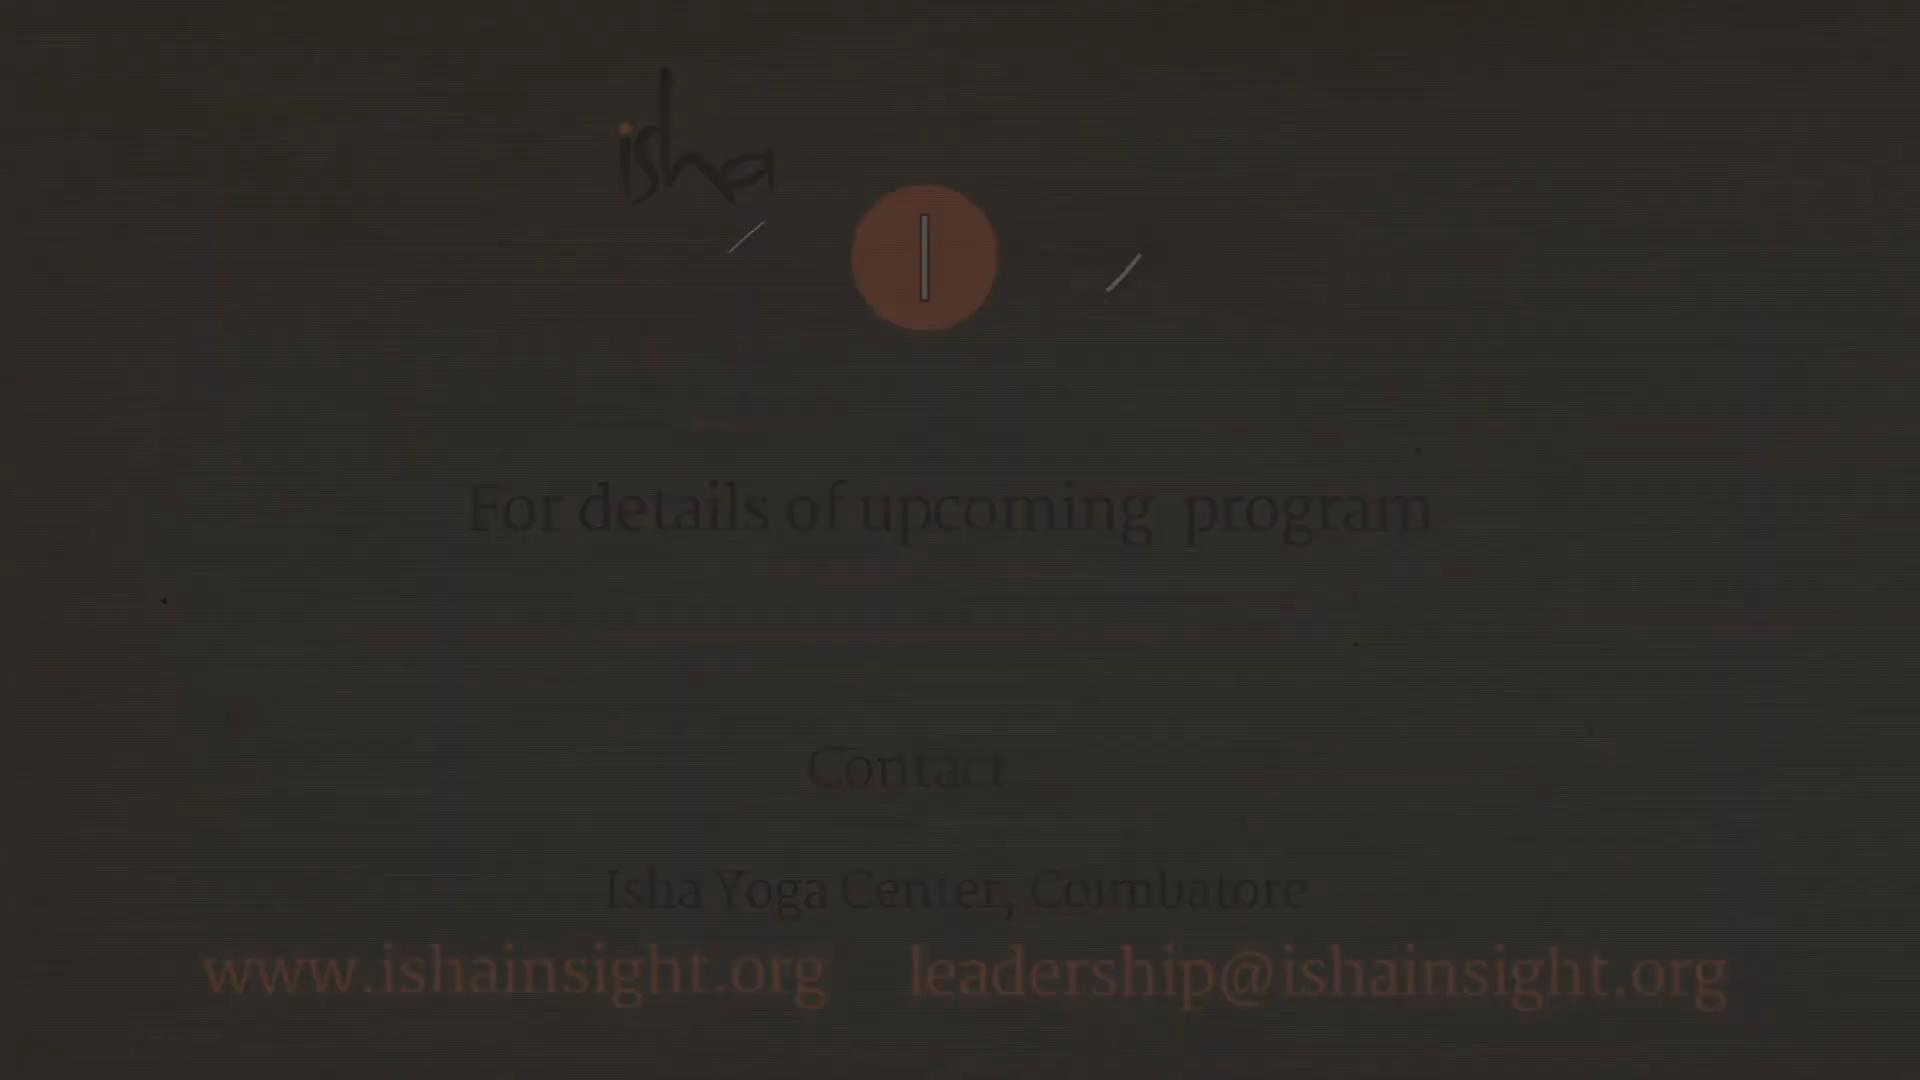 isha
For details of upcoming program
Contact
Isha Yoga Center, Coimbatore
www.ishainsight.org leadership@ishainsight.org